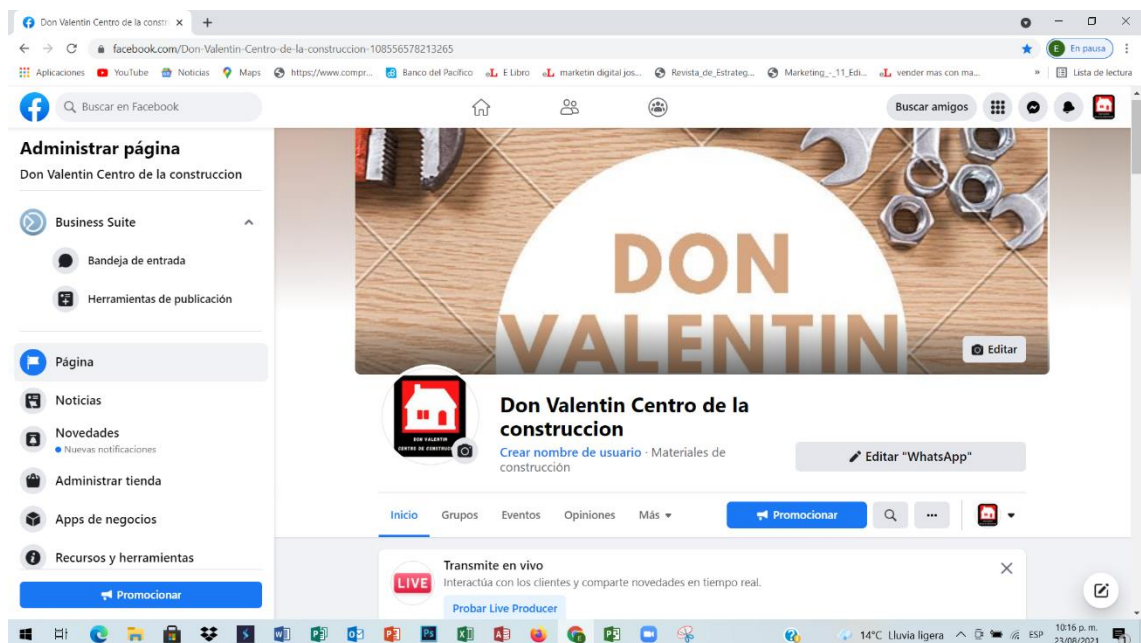 Don Valentin Centro de la constru
facebook.com/Don-Valentin-Centro-de-la-construccion-108556578213265
E En pausa
Aplicaciones YouTube Noticias Maps https://www.compr... Banco del Pacífico E Libro marketin digital jos... Revista_de_Estrateg... Marketing_-_11_Edi... vender mas con ma... » Lista de lectura
Buscar en Facebook
Buscar amigos
Administrar página
Don Valentin Centro de la construccion
Business Suite
Bandeja de entrada
Herramientas de publicación
Página
Noticias
Novedades
Nuevas notificaciones
Administrar tienda
Apps de negocios
Recursos y herramientas
Promocionar
DON
VALENTIN
Editar
DON VALENTIN
Don Valentin Centro de la
construccion
Crear nombre de usuario · Materiales de
construcción
Editar "WhatsApp"
Inicio Grupos Eventos Opiniones Más
Promocionar
LIVE
Transmite en vivo
Interactúa con los clientes y comparte novedades en tiempo real.
Probar Live Producer
14°C Lluvia ligera ESP
10:16 p. m.
23/08/2021